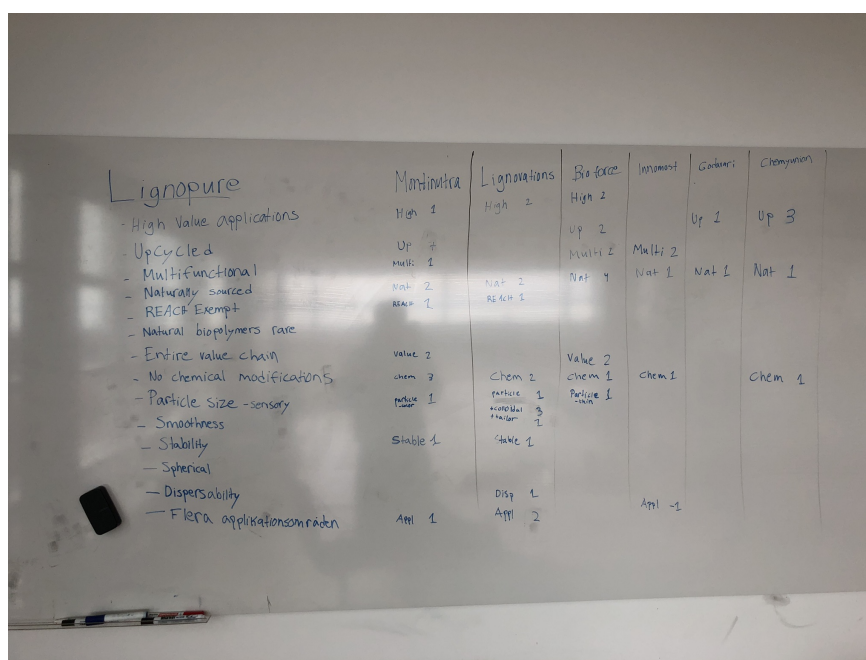 Lignopure Montinutra Lignovations Bioforce Innomost Chemyunion
- High Value applications High 1 High 2 High 2 Up 1 Up 3
- UpCycled Up Up 2
- Multifunctional Multi 1 Multi 2 Multi 2
- Naturally sourced Nat 2 Nat 2 Nat 4 Nat 1 Nat 1 Nat 1
- REACH Exempt REACH 1 REACH 1
- Natural biopolymers rare
- Entire value chain Value 2 Value 2
- No chemical modifications chem 3 Chem 2 Chem 1 Chem 1 Chem 1
- Particle size - sensory particle 1 particle 1 Particle 1
+colloidal 3
1
- Smoothness
- Stability Stable 1 Stable 1
- Spherical
- Dispersability Disp 1
- Flera applikationsområden Appl 1 Appl 2 Appl -1